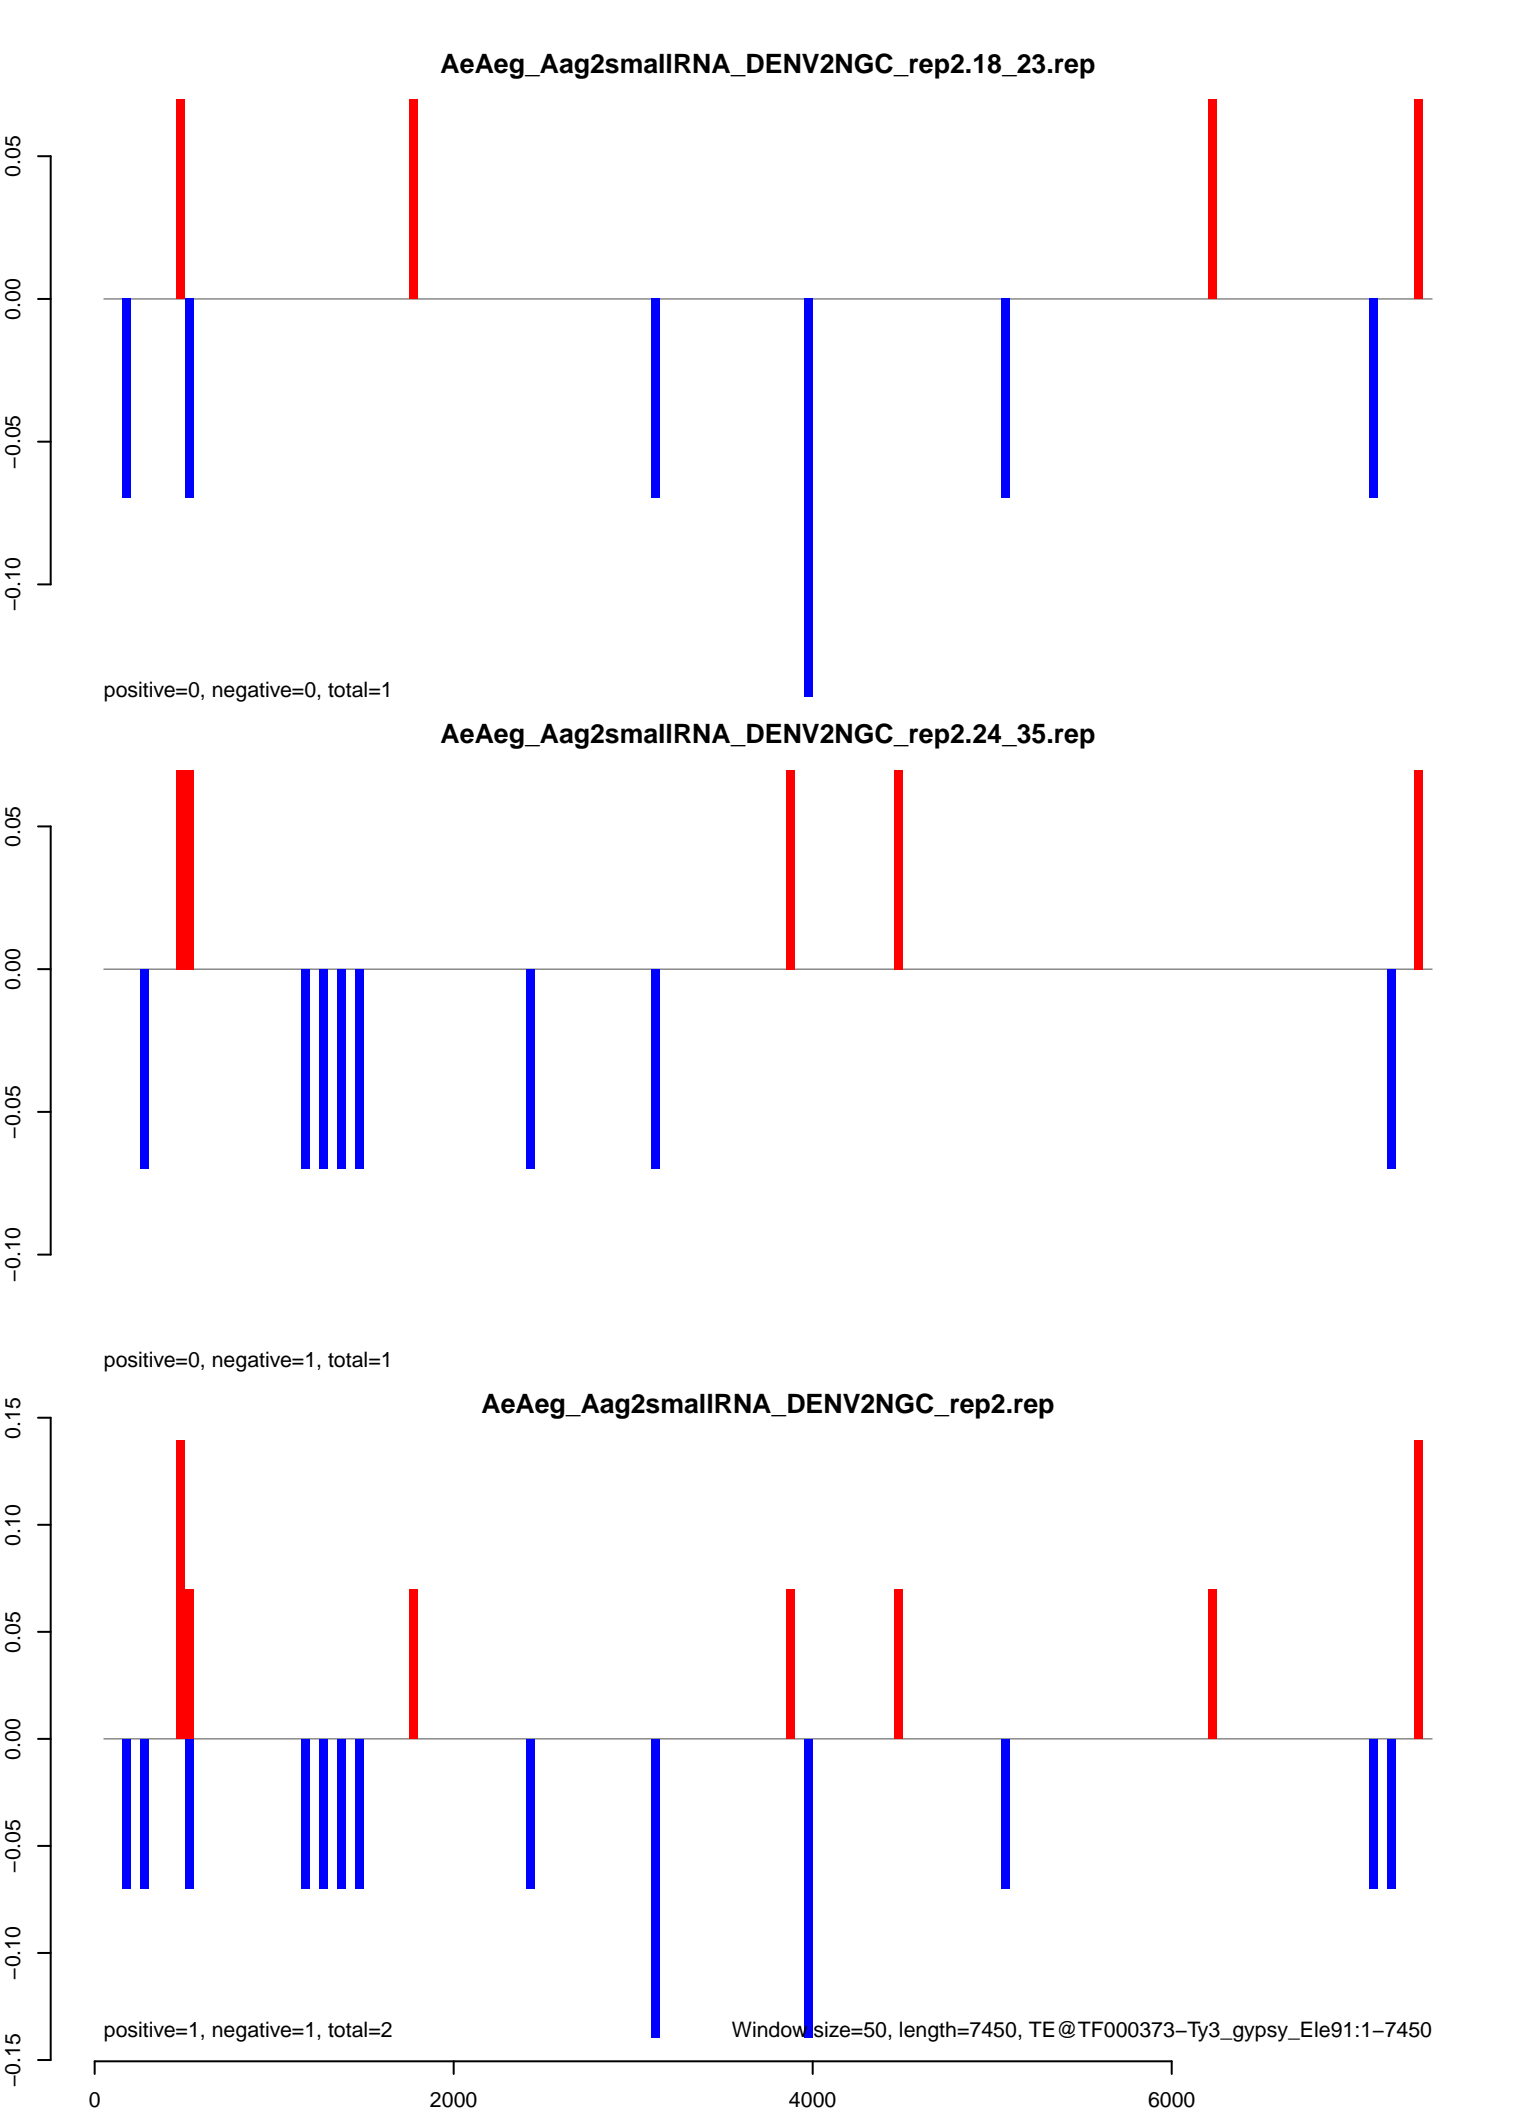 AeAeg_Aag2smallRNA_DENV2NGC_rep2.18_23.rep
0.05
0.00
−0.05
−0.10
positive=0, negative=0, total=1
AeAeg_Aag2smallRNA_DENV2NGC_rep2.24_35.rep
0.05
0.00
−0.05
−0.10
positive=0, negative=1, total=1
AeAeg_Aag2smallRNA_DENV2NGC_rep2.rep
0.15
0.10
0.05
0.00
−0.05
−0.10
−0.15
positive=1, negative=1, total=2
Window size=50, length=7450, TE@TF000373−Ty3_gypsy_Ele91:1−7450
0 2000 4000 6000